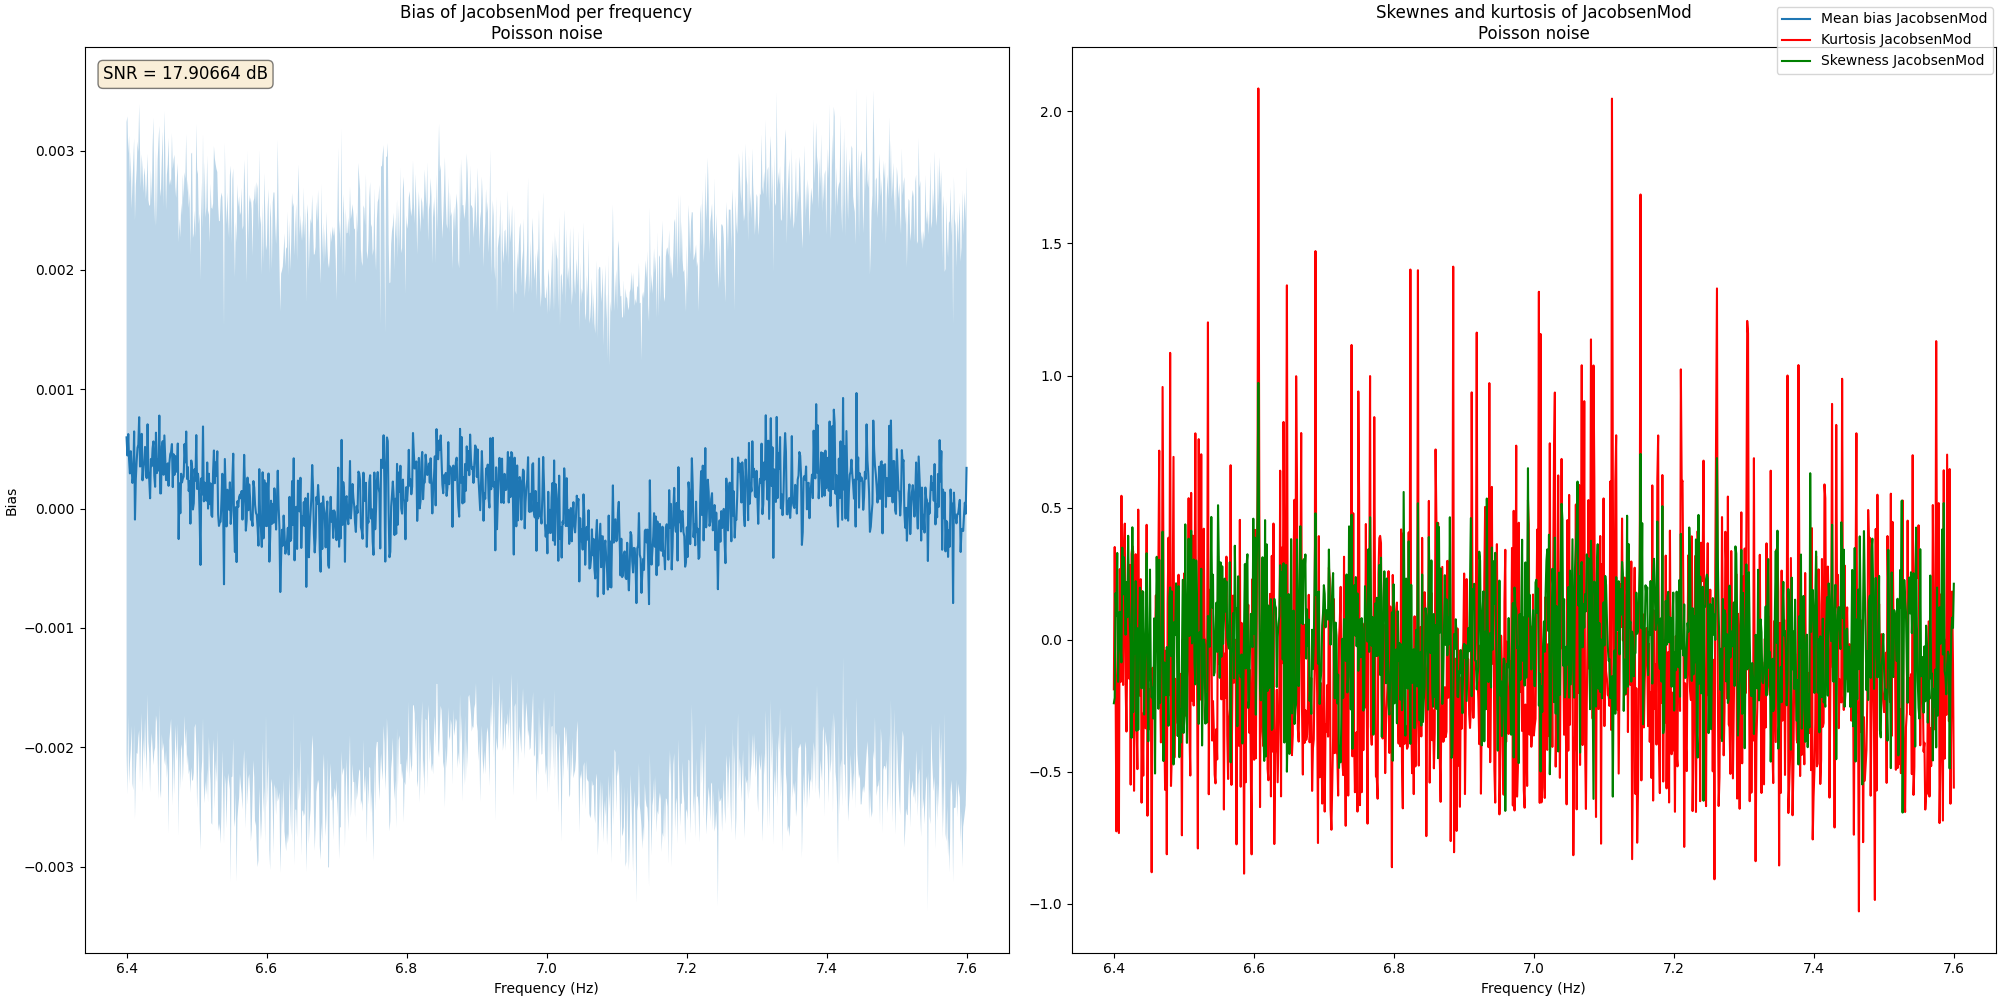 Bias of JacobsenMod per frequency
Poisson noise
SNR = 17.90664 dB
0.003
0.002
0.001
0.000
−0.001
−0.002
−0.003
Bias
6.4
6.6
6.8
7.0
7.2
7.4
7.6
Frequency (Hz)
Skewnes and kurtosis of JacobsenMod
Poisson noise
Mean bias JacobsenMod
Kurtosis JacobsenMod
Skewness JacobsenMod
2.0
1.5
1.0
0.5
0.0
−0.5
−1.0
6.4
6.6
6.8
7.0
7.2
7.4
7.6
Frequency (Hz)